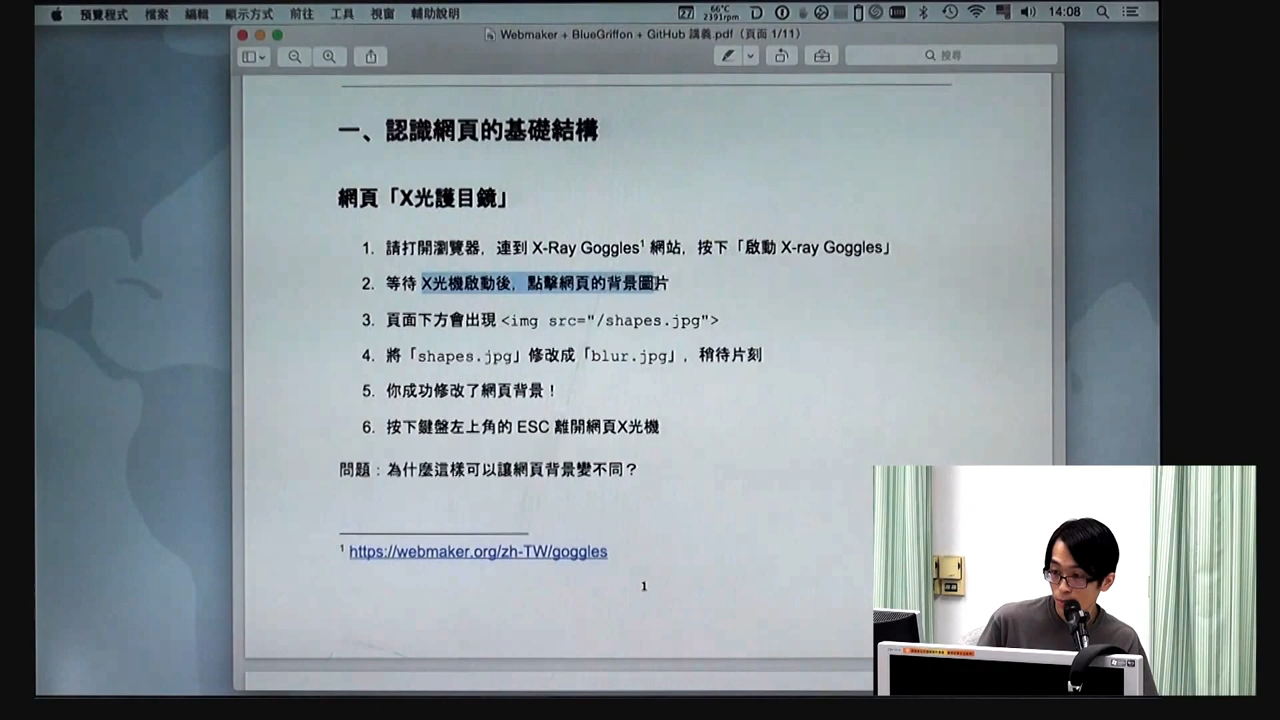 預覽程式 檔案 編輯 顯示方式 前往 工具 視窗 輔助說明
27 66°C 2391rpm 14:08
Webmaker + BlueGriffon + GitHub 講義.pdf（頁面 1/11）
搜尋
一、認識網頁的基礎結構
網頁「X光護目鏡」
1. 請打開瀏覽器，連到 X-Ray Goggles¹ 網站，按下「啟動 X-ray Goggles」
2. 等待 X光機啟動後，點擊網頁的背景圖片
3. 頁面下方會出現 <img src="/shapes.jpg">
4. 將「shapes.jpg」修改成「blur.jpg」，稍待片刻
5. 你成功修改了網頁背景！
6. 按下鍵盤左上角的 ESC 離開網頁X光機
問題：為什麼這樣可以讓網頁背景變不同？
¹ https://webmaker.org/zh-TW/goggles
1